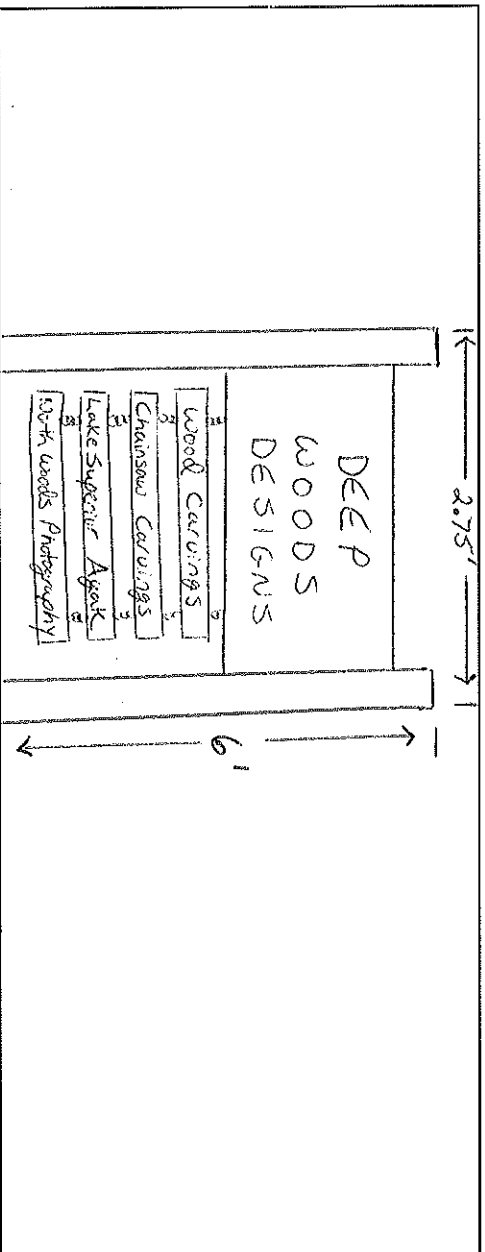 2.75'
DEEP
WOODS
DESIGNS
6'
Wood Carvings
Chainsaw Carvings
Lake Superior Agate
North Woods Photography